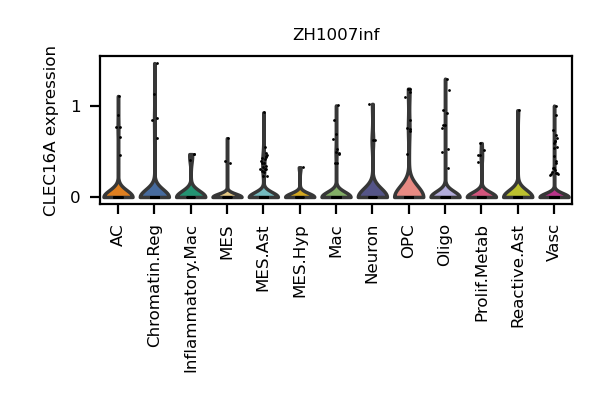 ZH1007inf
CLEC16A expression
1
0
AC
Chromatin.Reg
Inflammatory.Mac
MES
MES.Ast
MES.Hyp
Mac
Neuron
OPC
Oligo
Prolif.Metab
Reactive.Ast
Vasc